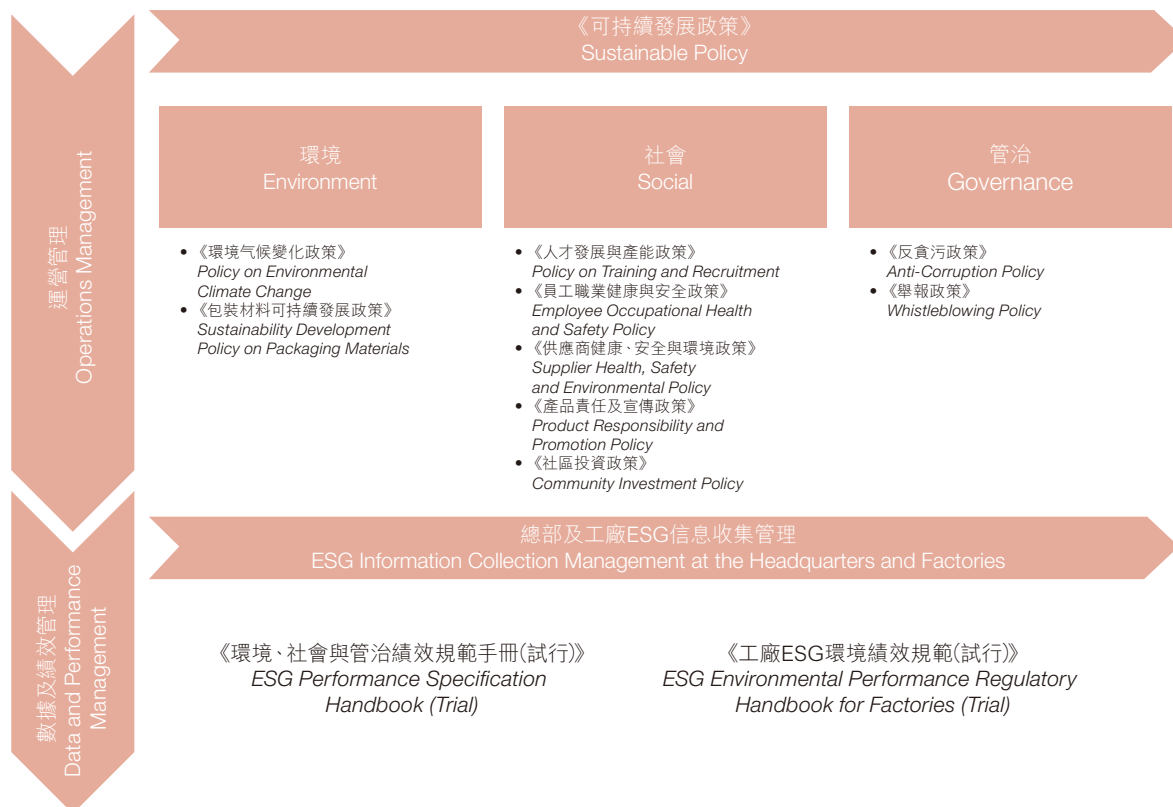 《可持續發展政策》
Sustainable Policy
運營管理
Operations Management
環境
Environment
社會
Social
管治
Governance
• 《環境气候變化政策》
Policy on Environmental
Climate Change
• 《包裝材料可持續發展政策》
Sustainability Development
Policy on Packaging Materials
• 《人才發展與產能政策》
Policy on Training and Recruitment
• 《員工職業健康與安全政策》
Employee Occupational Health
and Safety Policy
• 《供應商健康、安全與環境政策》
Supplier Health, Safety
and Environmental Policy
• 《產品責任及宣傳政策》
Product Responsibility and
Promotion Policy
• 《社區投資政策》
Community Investment Policy
• 《反貪污政策》
Anti-Corruption Policy
• 《舉報政策》
Whistleblowing Policy
數據及績效管理
Data and Performance
Management
總部及工廠ESG信息收集管理
ESG Information Collection Management at the Headquarters and Factories
《環境、社會與管治績效規範手冊(試行)》
ESG Performance Specification
Handbook (Trial)
《工廠ESG環境績效規範(試行)》
ESG Environmental Performance Regulatory
Handbook for Factories (Trial)